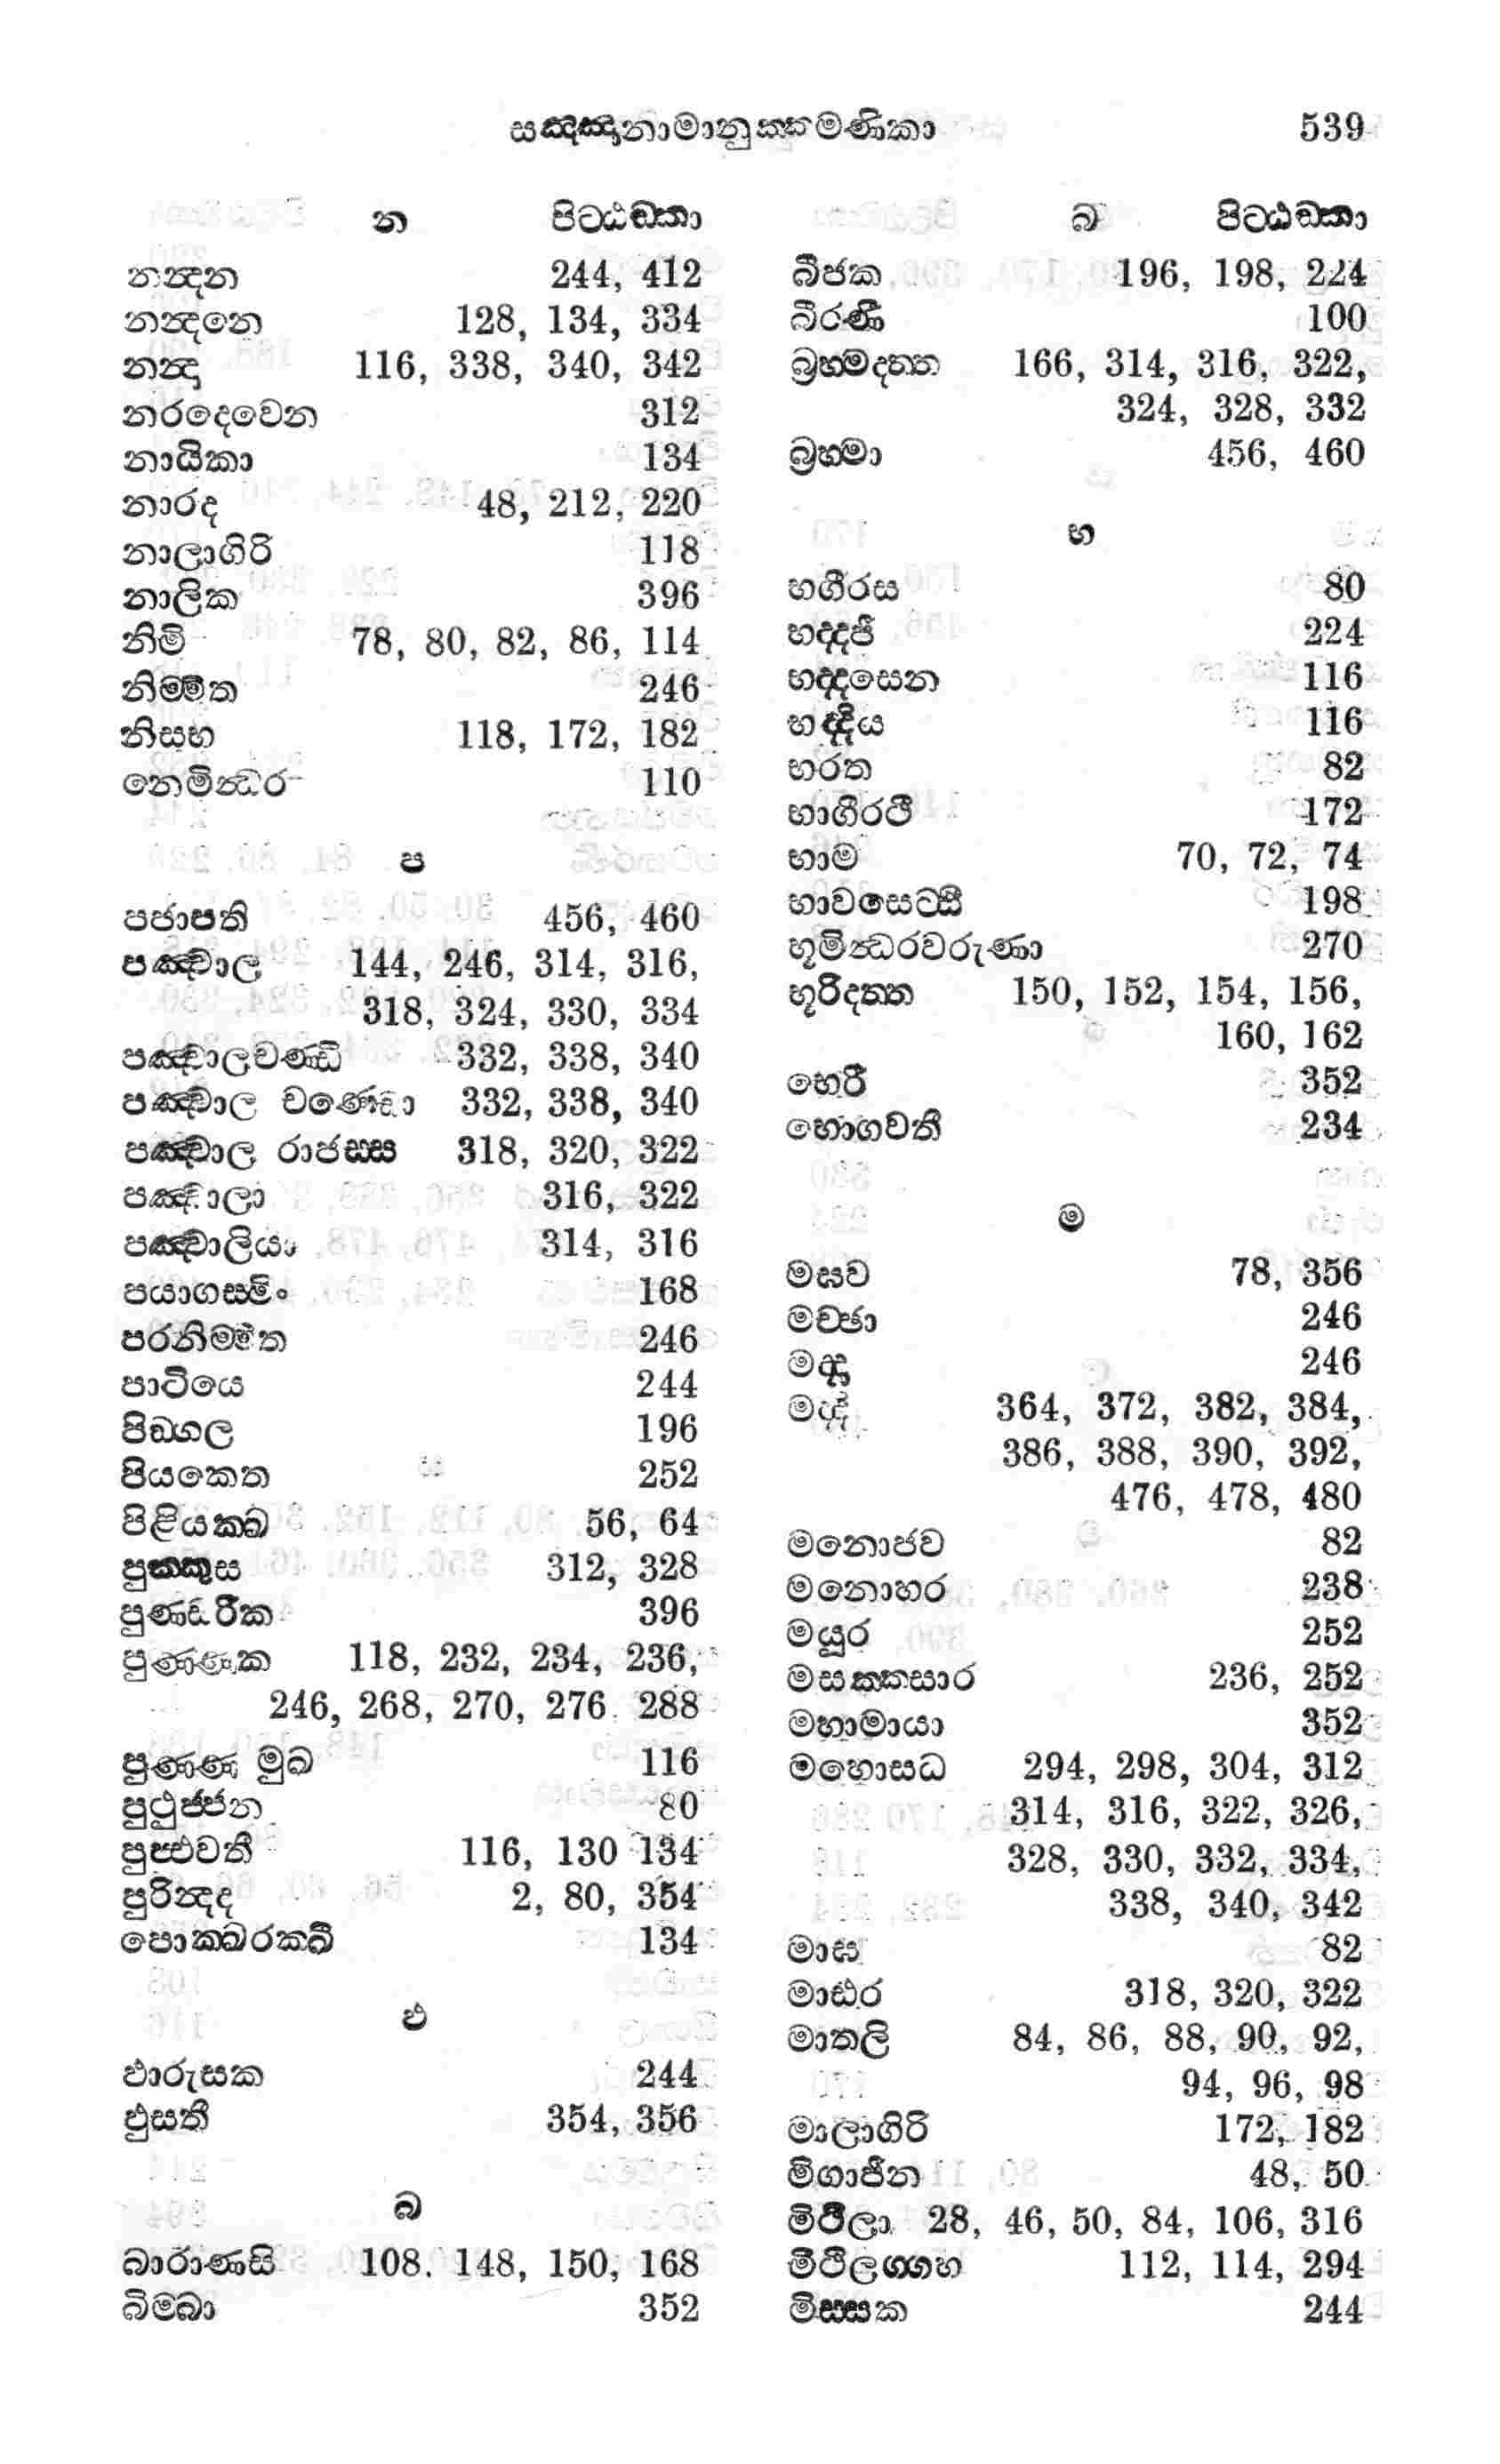 සඤ්ඤානාමානුක්කමණිකා 539
න පිට්ඨඞ්කා
නන්දන 244, 412
නන්දනෙ 128, 134, 334
නන්දා 116, 338, 340, 342
නරදෙවෙන 312
නායිකා 134
නාරද 48, 212, 220
නාලාගිරි 118
නාලික 396
නිමි 78, 80, 82, 86, 114
නිම්මිත 246
නිසභ 118, 172, 182
නෙමින්ධර 110
ප
පජාපති 456, 460
පඤ්චාල 144, 246, 314, 316,
318, 324, 330, 334
පඤ්චාලචණ්ඩි 332, 338, 340
පඤ්චාල චණ්ඩො 332, 338, 340
පඤ්චාල රාජස්ස 318, 320, 322
පඤ්චාලා 316, 322
පඤ්චාලියා 314, 316
පයාගස්මිං 168
පරනිම්මිත 246
පාටියෙ 244
පිඞ්ගල 196
පියකෙත 252
පිළියක්ඛ 56, 64
පුක්කුස 312, 328
පුණ්ඩරීක 396
පුණ්ණක 118, 232, 234, 236,
246, 268, 270, 276, 288
පුණ්ණ මුඛ 116
පුථුජ්ජන 80
පුප්ඵවතී 116, 130 134
පුරින්දද 2, 80, 354
පොක්ඛරක්ඛී 134
ඵ
ඵාරුසක 244
ඵුසතී 354, 356
බ
බාරාණසි 108. 148, 150, 168
බිම්බා 352
බ පිට්ඨඞ්කා
බීජක 196, 198, 224
බීරණී 100
බ්‍රහ්මදත්ත 166, 314, 316, 322,
324, 328, 332
බ්‍රහ්මා 456, 460
භ
භගීරස 80
භද්දජී 224
භද්දසෙන 116
භද්දිය 116
භරත 82
භාගීරථී 172
භාම 70, 72, 74
භාවසෙට්ඨි 198
භූමින්ධරවරුණා 270
භූරිදත්ත 150, 152, 154, 156,
160, 162
භෙරී 352
භොගවතී 234
ම
මඝව 78, 356
මච්ඡා 246
මද්දා 246
මද්දී 364, 372, 382, 384,
386, 388, 390, 392,
476, 478, 480
මනොජව 82
මනොහර 238
මයූර 252
මසක්කසාර 236, 252
මහාමායා 352
මහොසධ 294, 298, 304, 312
314, 316, 322, 326,
328, 330, 332, 334,
338, 340, 342
මාඝ 82
මාඨර 318, 320, 322
මාතලි 84, 86, 88, 90, 92,
94, 96, 98
මාලාගිරි 172, 182
මිගාජින 48, 50
මිථිලා 28, 46, 50, 84, 106, 316
මිථිලග්ගහ 112, 114, 294
මිස්සක 244